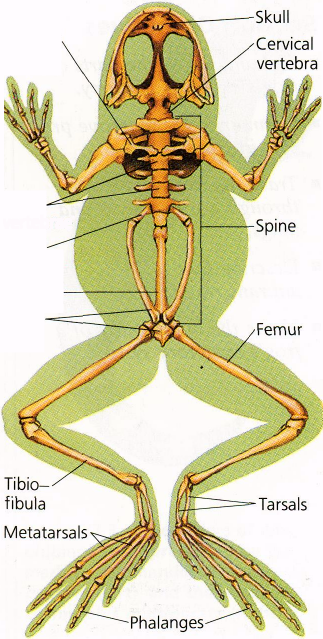 Skull
Cervical
vertebra
Spine
Femur
Tibio-
fibula
Tarsals
Metatarsals
Phalanges